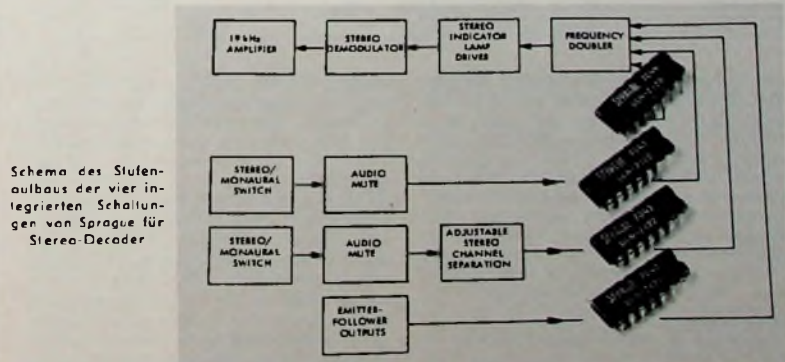 Schema des Stufen-
aufbaus der vier in-
tegrierten Schaltun-
gen von Sprague für
Stereo-Decoder
19 kHz
AMPLIFIER
STEREO
DEMODULATOR
STEREO
INDICATOR
LAMP
DRIVER
FREQUENCY
DOUBLER
STEREO/
MONAURAL
SWITCH
AUDIO
MUTE
STEREO/
MONAURAL
SWITCH
AUDIO
MUTE
ADJUSTABLE
STEREO
CHANNEL
SEPARATION
EMITTER-
FOLLOWER
OUTPUTS